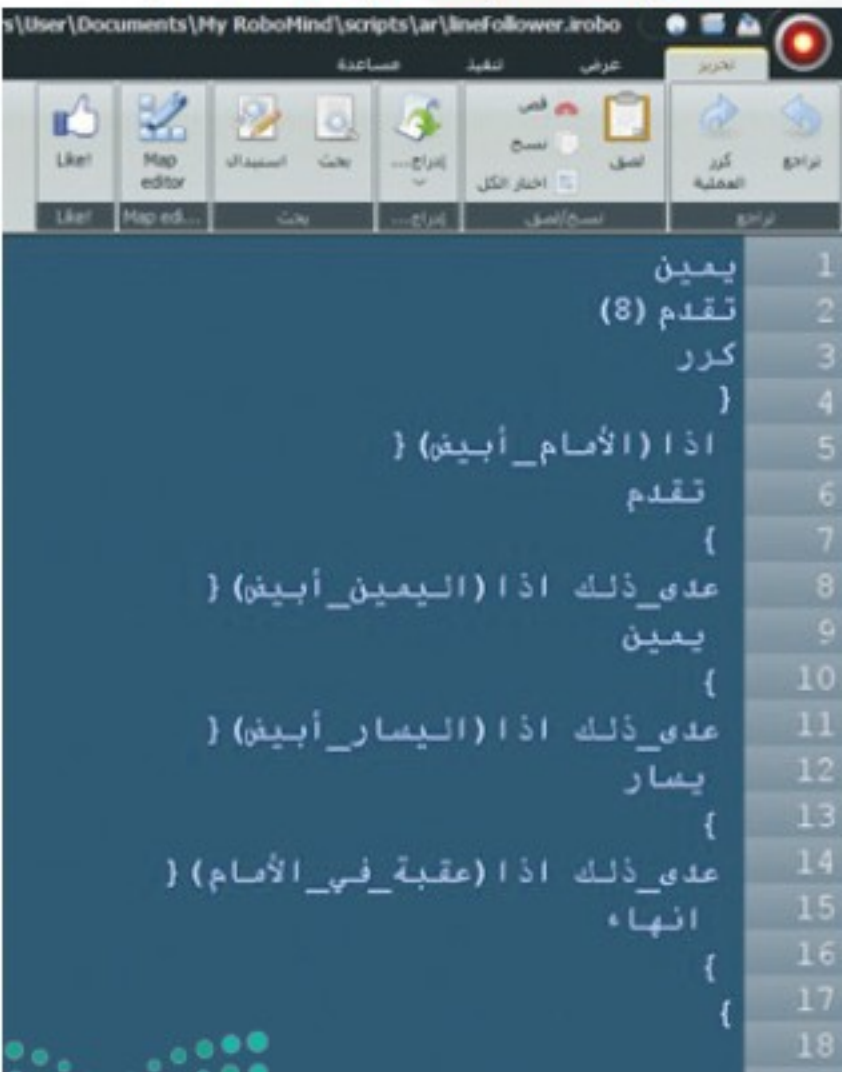 s\User\Documents\My RoboMind\scripts\ar\lineFollower.irobo
تحرير عرض تنفيذ مساعدة
تراجع
كرر العملية
لصق
قص
نسخ
اختار الكل
إدراج...
بحث
استبدال
Map editor
Like!
تراجع
نسخ/لصق
إدراج...
بحث
Map edi...
Like!
1 يمين
2 تقدم (8)
3 كرر
4 {
5 اذا (الأمام_أبيض) {
6 تقدم
7 }
8 عدى_ذلك اذا (اليمين_أبيض) {
9 يمين
10 }
11 عدى_ذلك اذا (اليسار_أبيض) {
12 يسار
13 }
14 عدى_ذلك اذا (عقبة_في_الأمام) {
15 انهاء
16 }
17 }
18